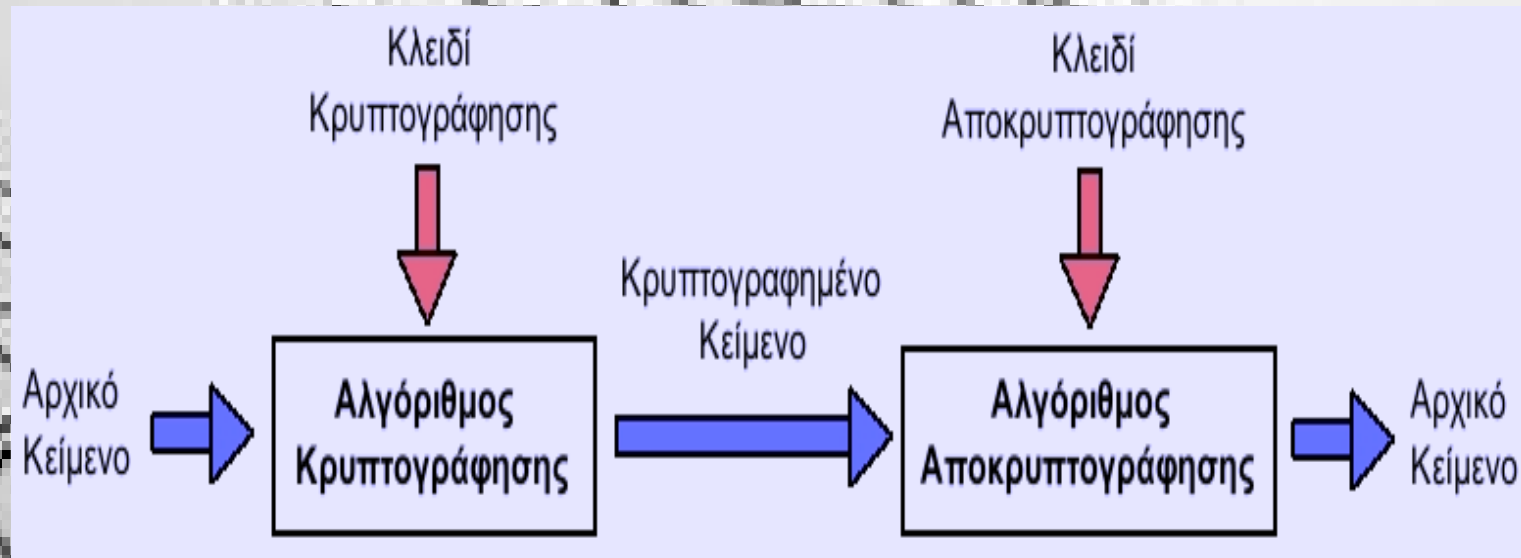 Κλειδί
Κρυπτογράφησης
Κλειδί
Αποκρυπτογράφησης
Κρυπτογραφημένο
Κείμενο
Αρχικό
Κείμενο
Αλγόριθμος
Κρυπτογράφησης
Αλγόριθμος
Αποκρυπτογράφησης
Αρχικό
Κείμενο